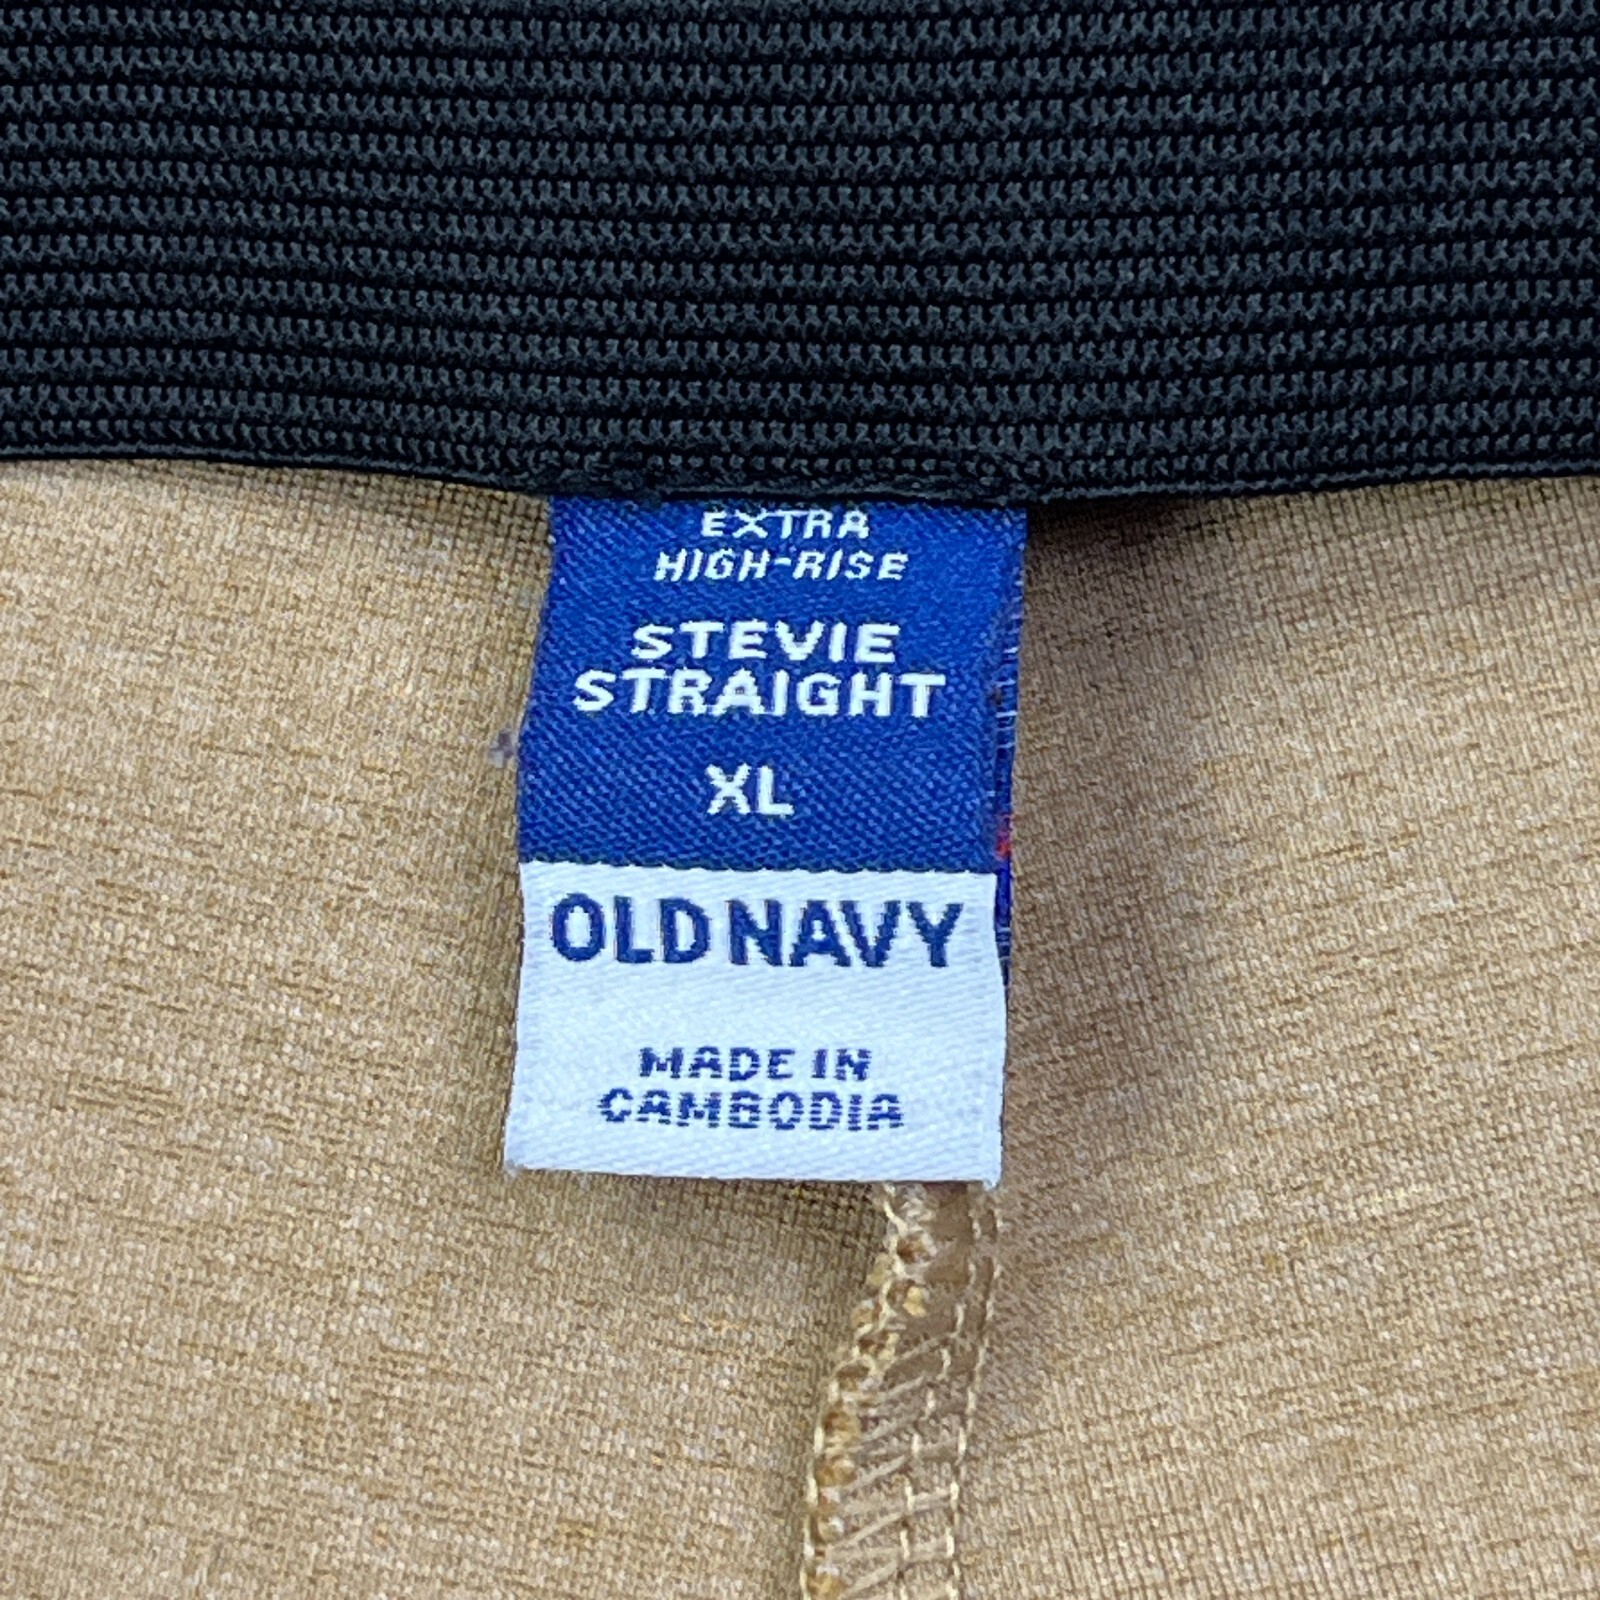 EXTRA
HIGH-RISE
STEVIE
STRAIGHT
XL
OLD NAVY
MADE IN
CAMBODIA